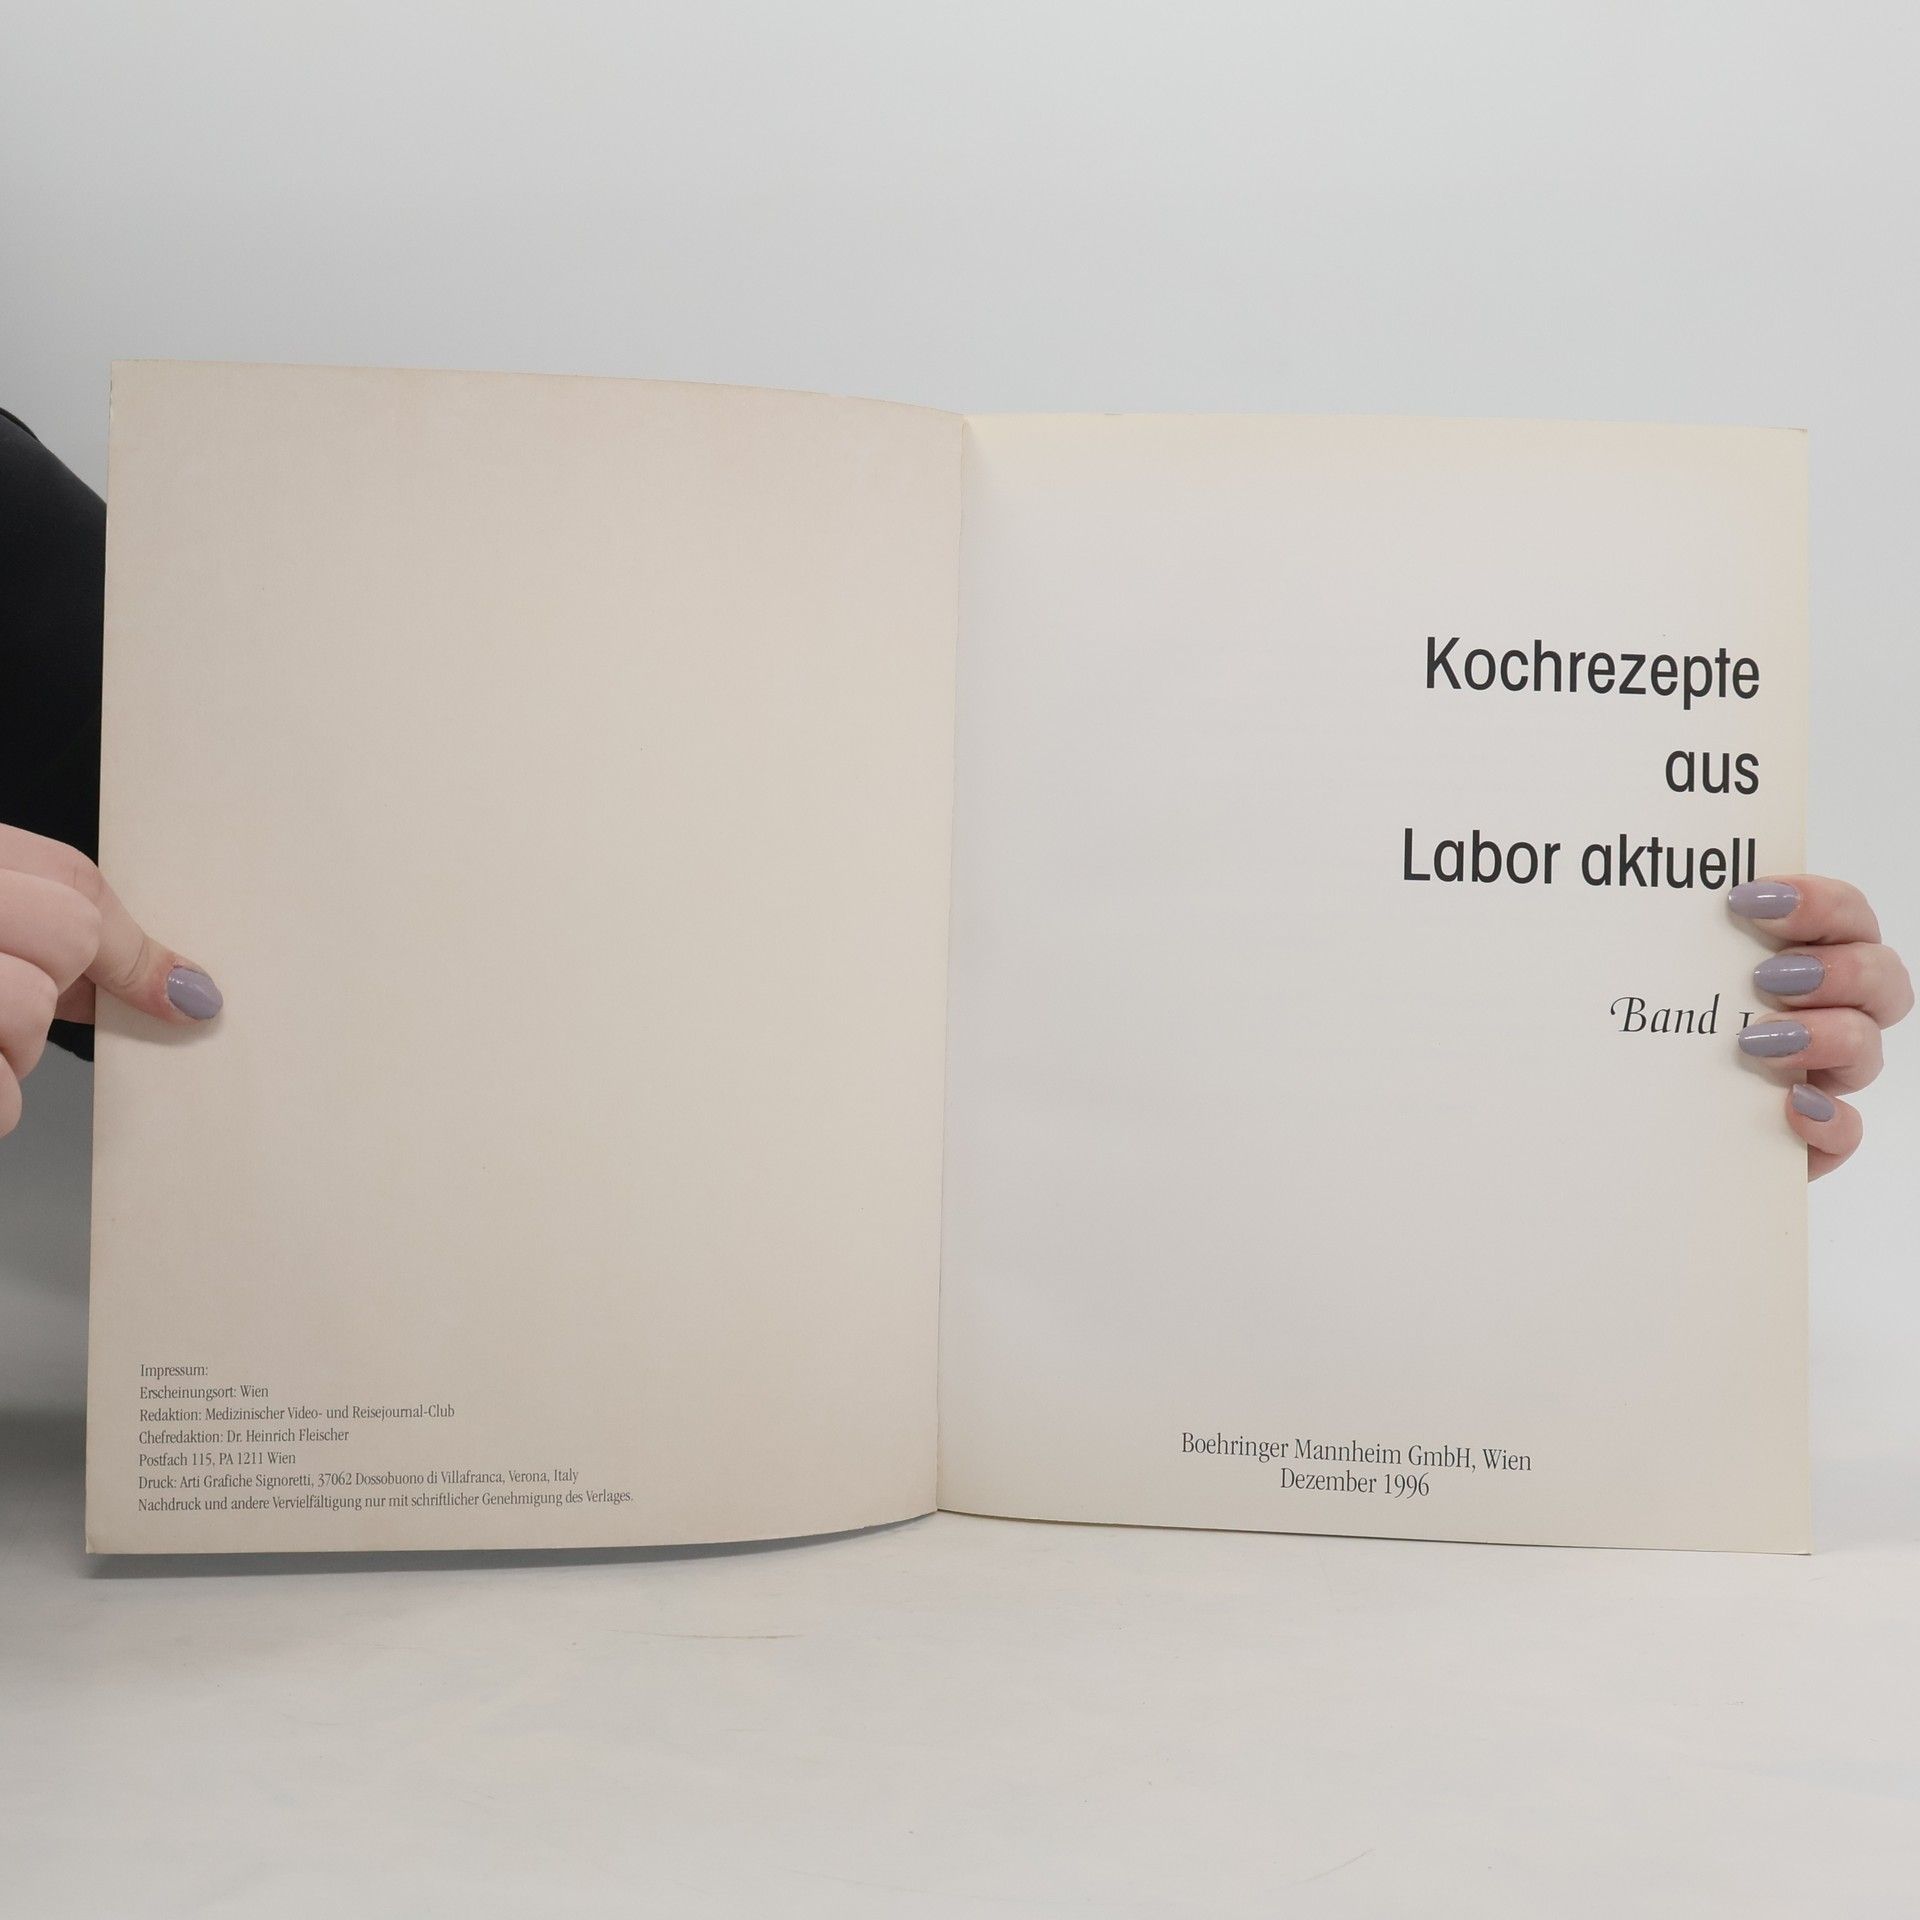 Impressum:
Erscheinungsort: Wien
Redaktion: Medizinischer Video- und Reisejournal-Club
Chefredaktion: Dr. Heinrich Fleischer
Postfach 115, PA 1211 Wien
Druck: Arti Grafiche Signoretti, 37062 Dossobuono di Villafranca, Verona, Italy
Nachdruck und andere Vervielfältigung nur mit schriftlicher Genehmigung des Verlages.
Kochrezepte
aus
Labor aktuell
Band
Boehringer Mannheim GmbH, Wien
Dezember 1996